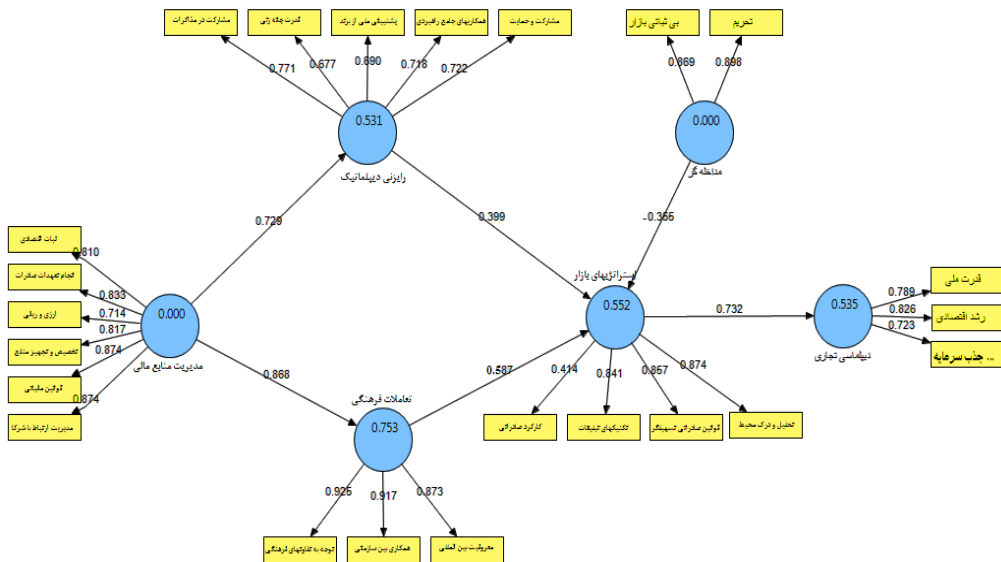 مشارکت در مذاکرات
قدرت چانه زنی
پشتیبانی ملی از برند
همکاریهای جامع راهبردی
مشارکت و حمایت
0.771
0.677
0.690
0.718
0.722
0.531
رایزنی دیپلماتیک
بی ثباتی بازار
تحریم
0.869
0.898
0.000
مداخله گر
0.729
0.399
-0.355
ثبات اقتصادی
انجام تعهدات صادرات
ارزی و ریالی
تخصیص و تجهیز منابع
قوانین مالیاتی
مدیریت ارتباط با شرکا
0.810
0.833
0.714
0.817
0.874
0.874
0.000
مدیریت منابع مالی
استراتژیهای بازار
0.552
0.732
0.535
دیپلماسی تجاری
0.789
0.826
0.723
قدرت ملی
رشد اقتصادی
جذب سرمایه ...
0.868
0.587
0.414
0.841
0.857
0.874
کارکرد صادراتی
تکنیکهای تبلیغات
قوانین صادراتی تسهیلگر
تحلیل و درک محیط
تعاملات فرهنگی
0.753
0.925
0.917
0.873
توجه به تفاوتهای فرهنگی
همکاری بین سازمانی
معروفیت بین المللی